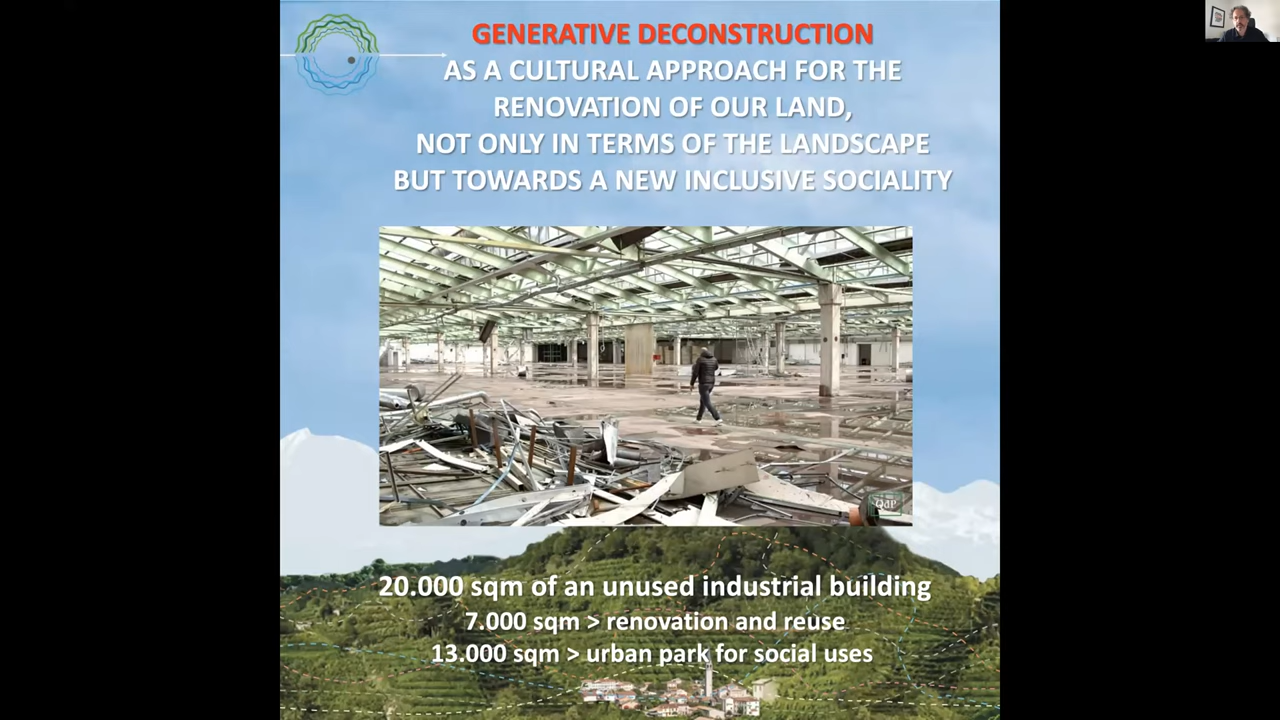 GENERATIVE DECONSTRUCTION
AS A CULTURAL APPROACH FOR THE
RENOVATION OF OUR LAND,
NOT ONLY IN TERMS OF THE LANDSCAPE
BUT TOWARDS A NEW INCLUSIVE SOCIALITY
QdP
20.000 sqm of an unused industrial building
7.000 sqm > renovation and reuse
13.000 sqm > urban park for social uses